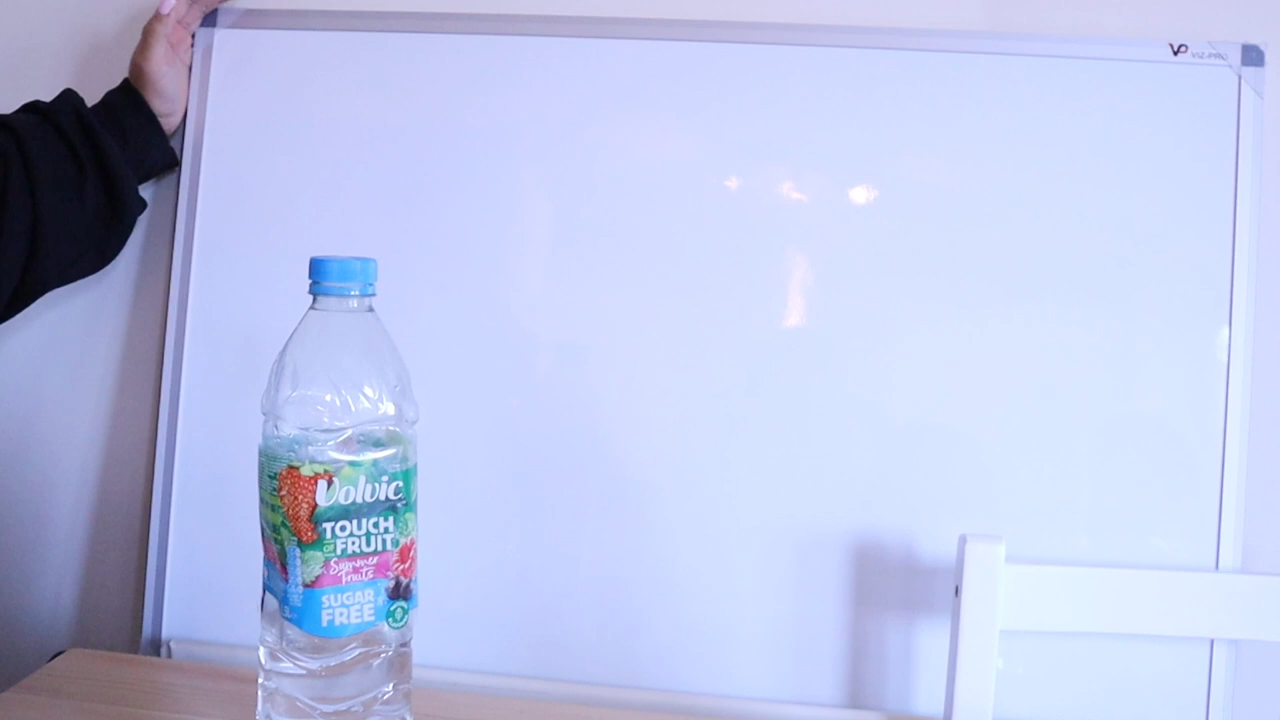 VP VIZ-PRO
Volvic
TOUCH
OF FRUIT
Summer
fruits
SUGAR
FREE